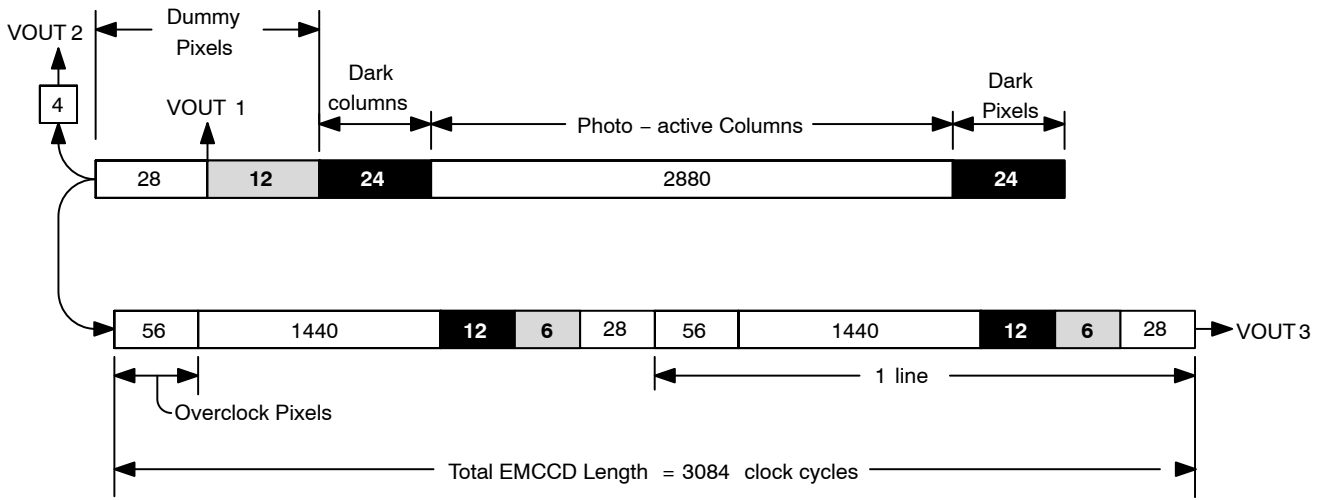 Dummy
Pixels
VOUT 2
4
VOUT 1
Dark
columns
Photo – active Columns
Dark
Pixels
28 12 24 2880 24
56 1440 12 6 28 56 1440 12 6 28
VOUT 3
1 line
Overclock Pixels
Total EMCCD Length = 3084 clock cycles